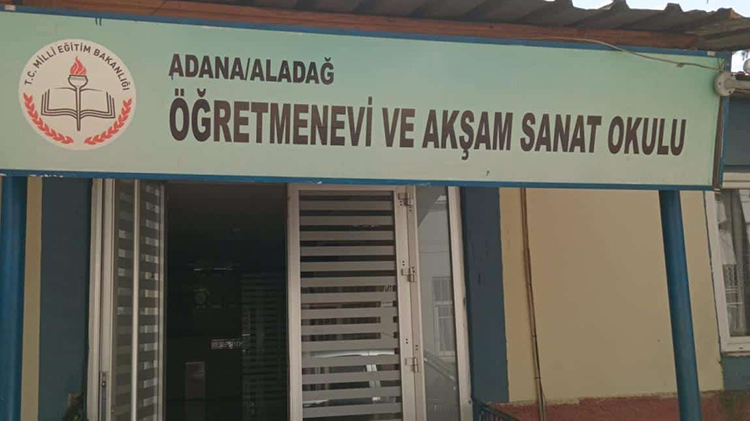 T.C. MİLLİ EĞİTİM BAKANLIĞI
ADANA/ALADAĞ
ÖĞRETMENEVİ VE AKŞAM SANAT OKULU